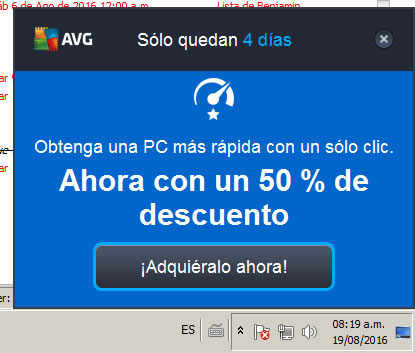 6 de Ago de 2016 12:00 a.m.
Lista de Benjamin
AVG
Sólo quedan 4 días
Obtenga una PC más rápida con un sólo clic.
Ahora con un 50 % de
descuento
¡Adquiéralo ahora!
er:
ES
08:19 a.m.
19/08/2016